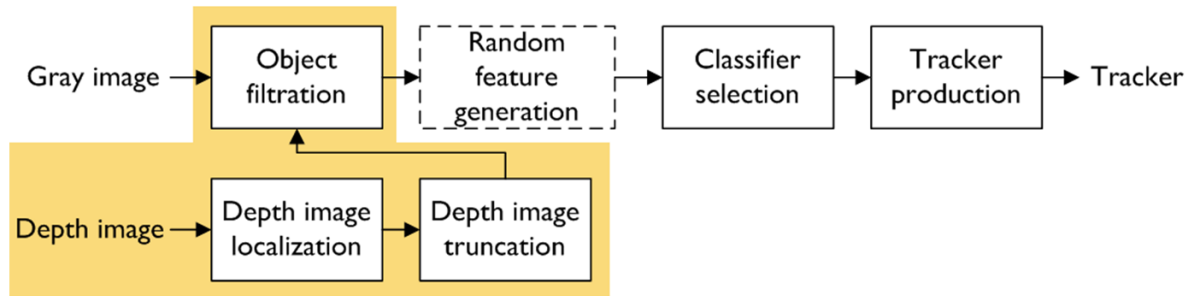 Gray image
Object
filtration
Random
feature
generation
Classifier
selection
Tracker
production
Tracker
Depth image
Depth image
localization
Depth image
truncation